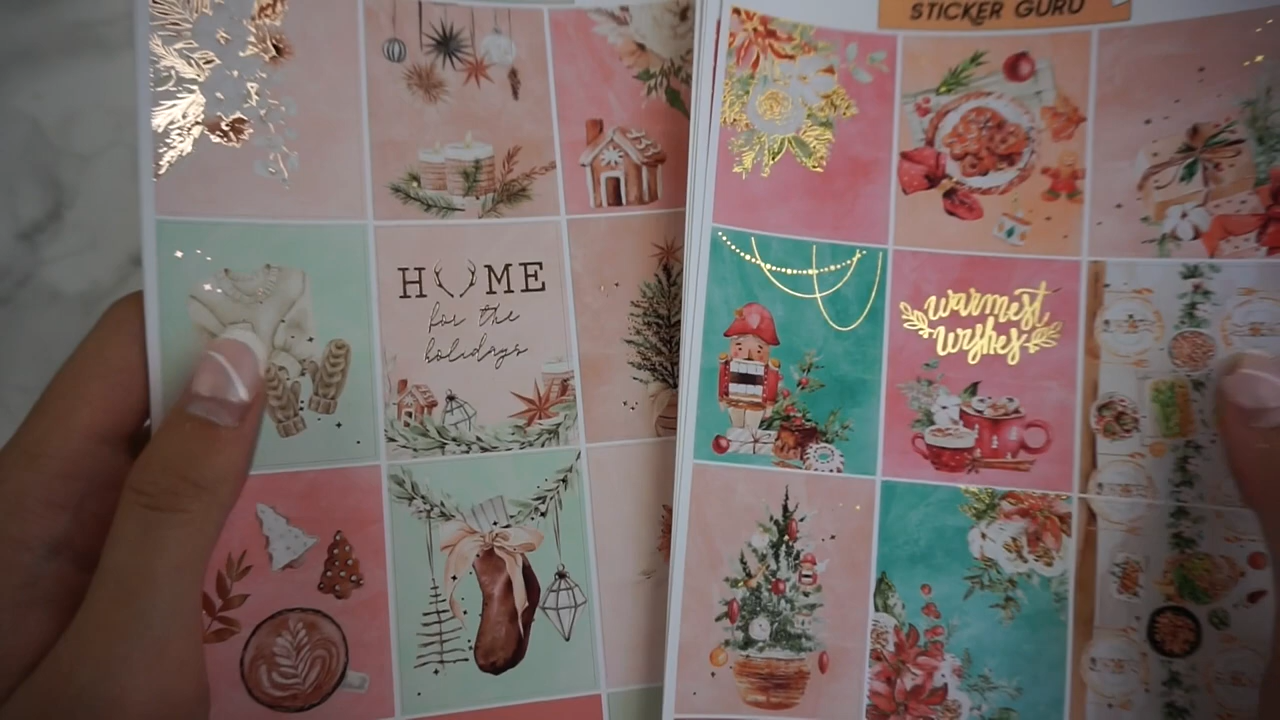 STICKER GURU
HOME
for the
holidays
warmest
wishes